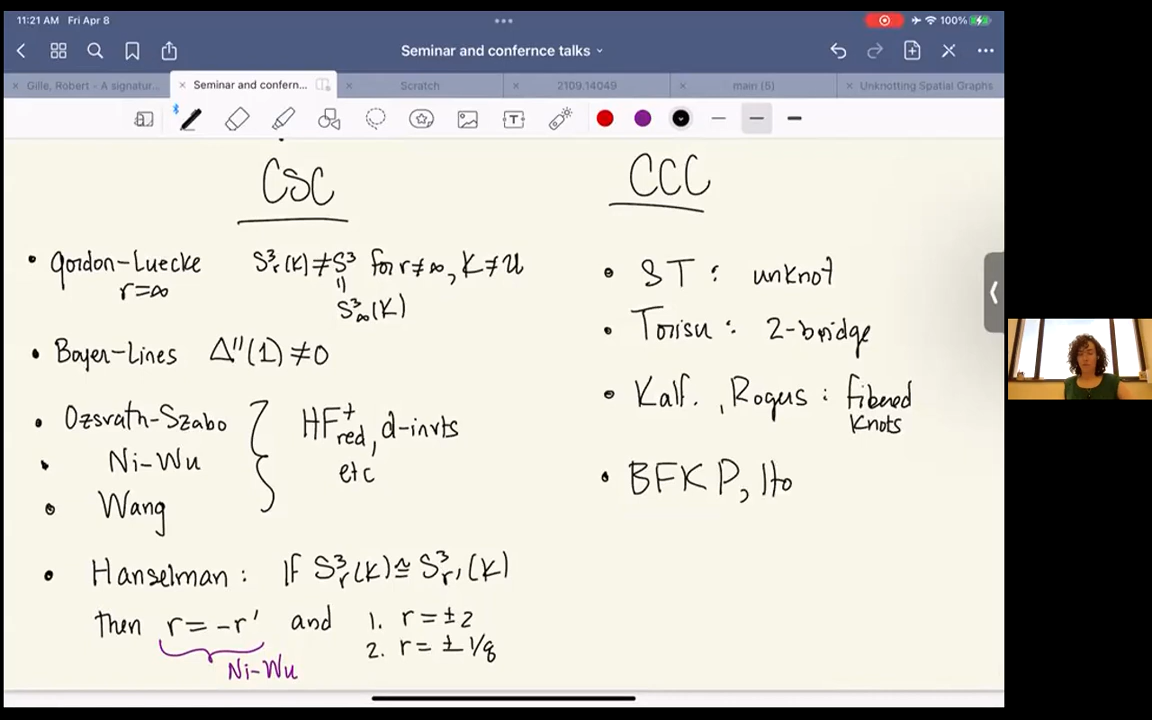 11:21 AM Fri Apr 8
100%
Seminar and confernce talks
Gille, Robert - A signatur...
Seminar and confern...
Scratch
2109.14049
main (5)
Unknotting Spatial Graphs
CSC
• Gordon-Luecke S³r(K)≠S³ for r≠∞, K≠U
r=∞
S³∞(K)
• Boyer-Lines Δ''(1)≠0
• Ozsvath-Szabo
• Ni-Wu
• Wang
HF⁺red, d-invts
etc
• Hanselman: If S³r(K)≅S³r'(K)
then r=-r' and 1. r=±2
2. r=±1/q
Ni-Wu
CCC
• ST: unknot
• Torisu: 2-bridge
• Kalf., Rogers: fibered
knots
• BFKP, Ito